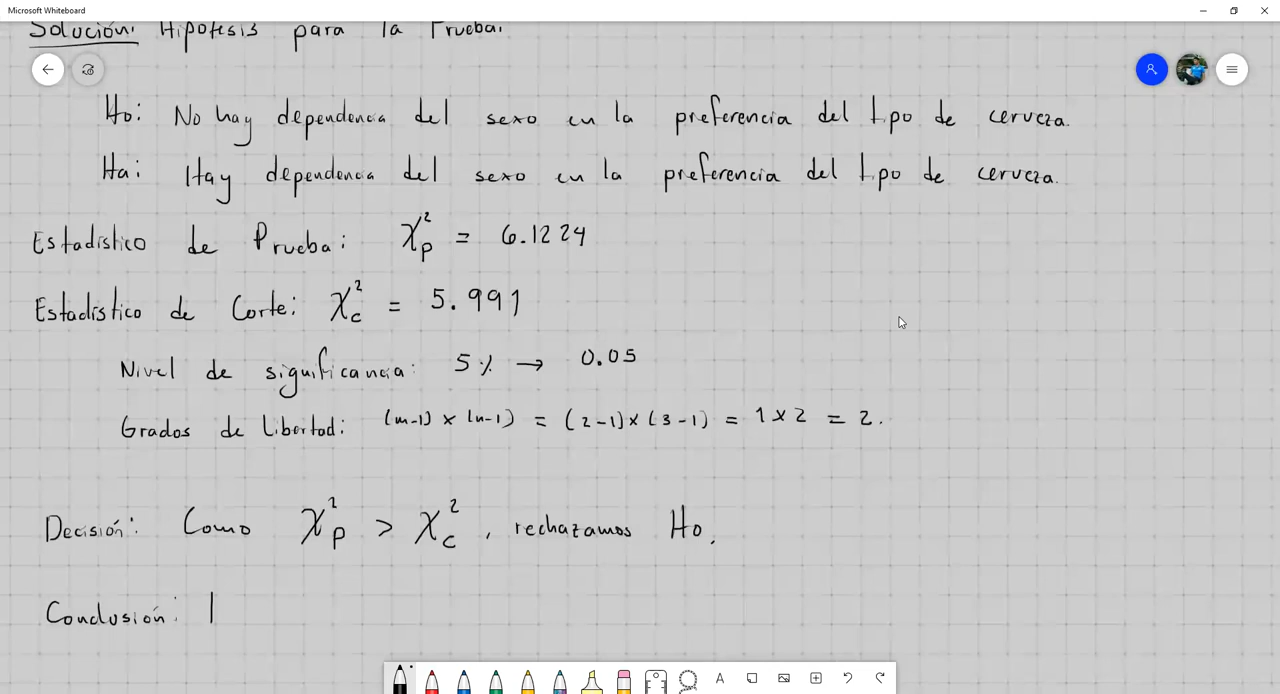 Microsoft Whiteboard
Solución: Hipótesis para la Prueba.
Ho: No hay dependencia del sexo en la preferencia del tipo de cerveza.
Ha: Hay dependencia del sexo en la preferencia del tipo de cerveza.
Estadístico de Prueba: χ²p = 6.1224
Estadístico de Corte: χ²c = 5.991
Nivel de significancia: 5% → 0.05
Grados de Libertad: (m-1) x (n-1) = (2-1) x (3-1) = 1 x 2 = 2.
Decisión: Como χ²p > χ²c, rechazamos Ho.
Conclusión:
A